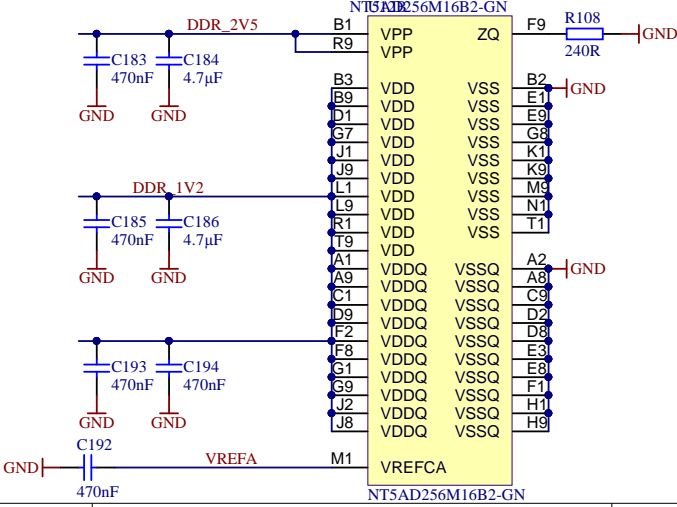 NT5AD256M16B2-GN
DDR_2V5 B1 VPP ZQ F9 R108 GND
R9 VPP 240R
C183 C184
470nF 4.7µF
GND GND
B3 VDD VSS B2 GND
B9 VDD VSS E1
D1 VDD VSS E9
G7 VDD VSS G8
J1 VDD VSS K1
J9 VDD VSS K9
DDR_1V2 L1 VDD VSS M9
L9 VDD VSS N1
R1 VDD VSS T1
T9 VDD
C185 C186
470nF 4.7µF
GND GND
A1 VDDQ VSSQ A2 GND
A9 VDDQ VSSQ A8
C1 VDDQ VSSQ C9
D9 VDDQ VSSQ D2
F2 VDDQ VSSQ D8
F8 VDDQ VSSQ E3
G1 VDDQ VSSQ E8
G9 VDDQ VSSQ F1
J2 VDDQ VSSQ H1
J8 VDDQ VSSQ H9
C193 C194
470nF 470nF
GND GND
C192
GND VREFA M1 VREFCA
470nF
NT5AD256M16B2-GN